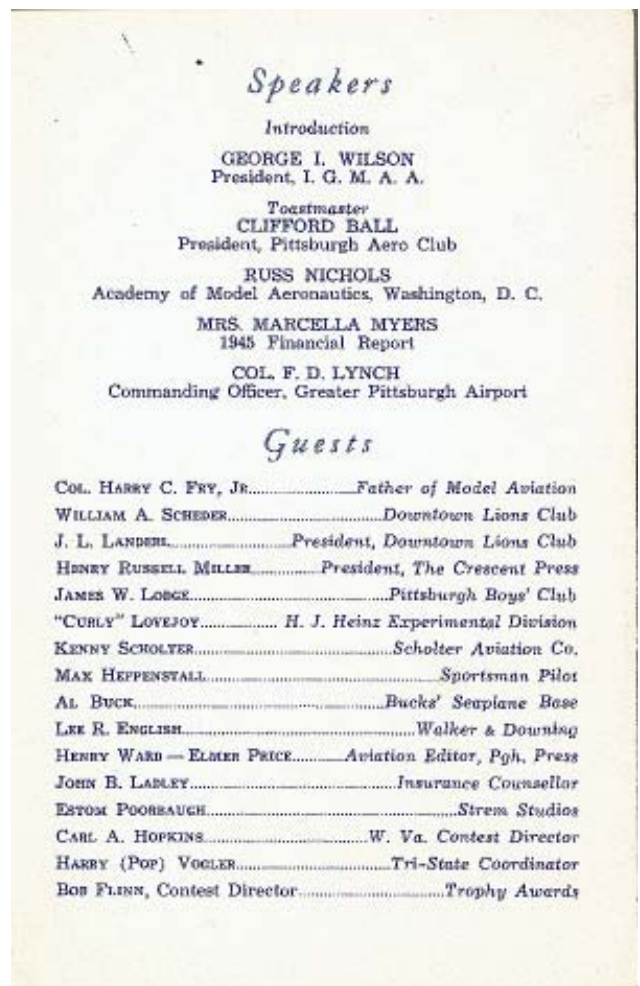 Speakers
Introduction
GEORGE I. WILSON
President, I. G. M. A. A.
Toastmaster
CLIFFORD BALL
President, Pittsburgh Aero Club
RUSS NICHOLS
Academy of Model Aeronautics, Washington, D. C.
MRS. MARCELLA MYERS
1945 Financial Report
COL. F. D. LYNCH
Commanding Officer, Greater Pittsburgh Airport
Guests
COL. HARRY C. FRY, JR.......................Father of Model Aviation
WILLIAM A. SCHEDER.......................Downtown Lions Club
J. L. LANDERL.......................President, Downtown Lions Club
HENRY RUSSELL MILLER.............President, The Crescent Press
JAMES W. LODGE.......................Pittsburgh Boys' Club
"CURLY" LOVEJOY................. H. J. Heinz Experimental Division
KENNY SCHOLTER.......................Scholter Aviation Co.
MAX HEPPENSTALL.......................Sportsman Pilot
AL BUCK.......................Bucks' Seaplane Base
LEE R. ENGLISH.......................Walker & Downing
HENRY WARD — ELMER PRICE..........Aviation Editor, Pgh. Press
JOHN B. LADLEY.......................Insurance Counsellor
ESTOM POORBAUGH.......................Strem Studios
CARL A. HOPKINS.......................W. Va. Contest Director
HARRY (POP) VOGLER.......................Tri-State Coordinator
BOB FLINN, Contest Director.......................Trophy Awards